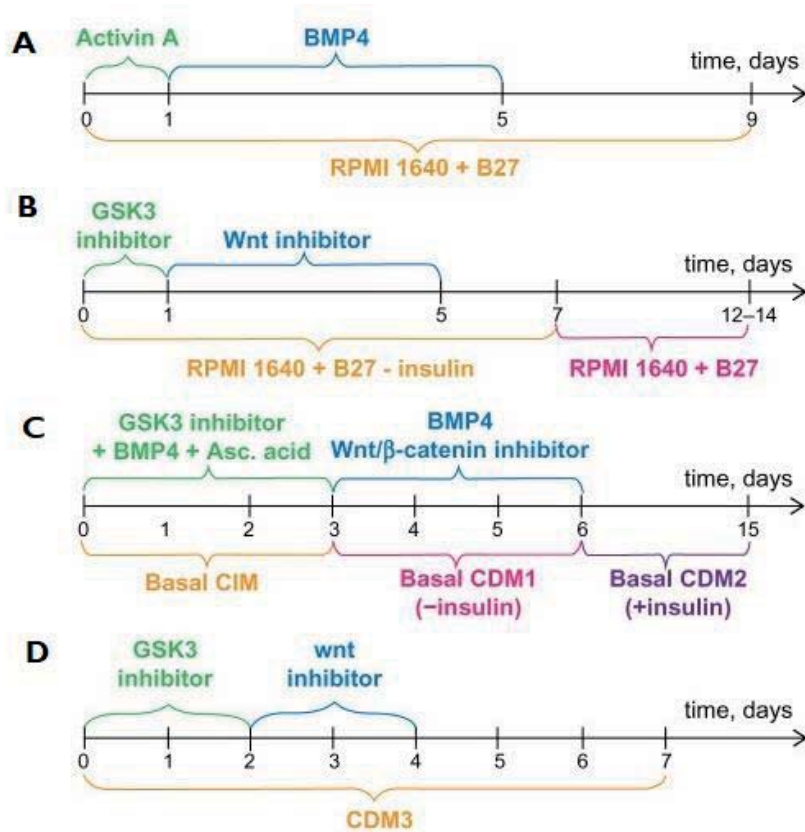 A
Activin A
BMP4
time, days
0 1 5 9
RPMI 1640 + B27
B
GSK3
inhibitor
Wnt inhibitor
time, days
0 1 5 7 12–14
RPMI 1640 + B27 - insulin
RPMI 1640 + B27
C
GSK3 inhibitor
+ BMP4 + Asc. acid
BMP4
Wnt/β-catenin inhibitor
time, days
0 1 2 3 4 5 6 15
Basal CIM
Basal CDM1
(−insulin)
Basal CDM2
(+insulin)
D
GSK3
inhibitor
wnt
inhibitor
time, days
0 1 2 3 4 5 6 7
CDM3